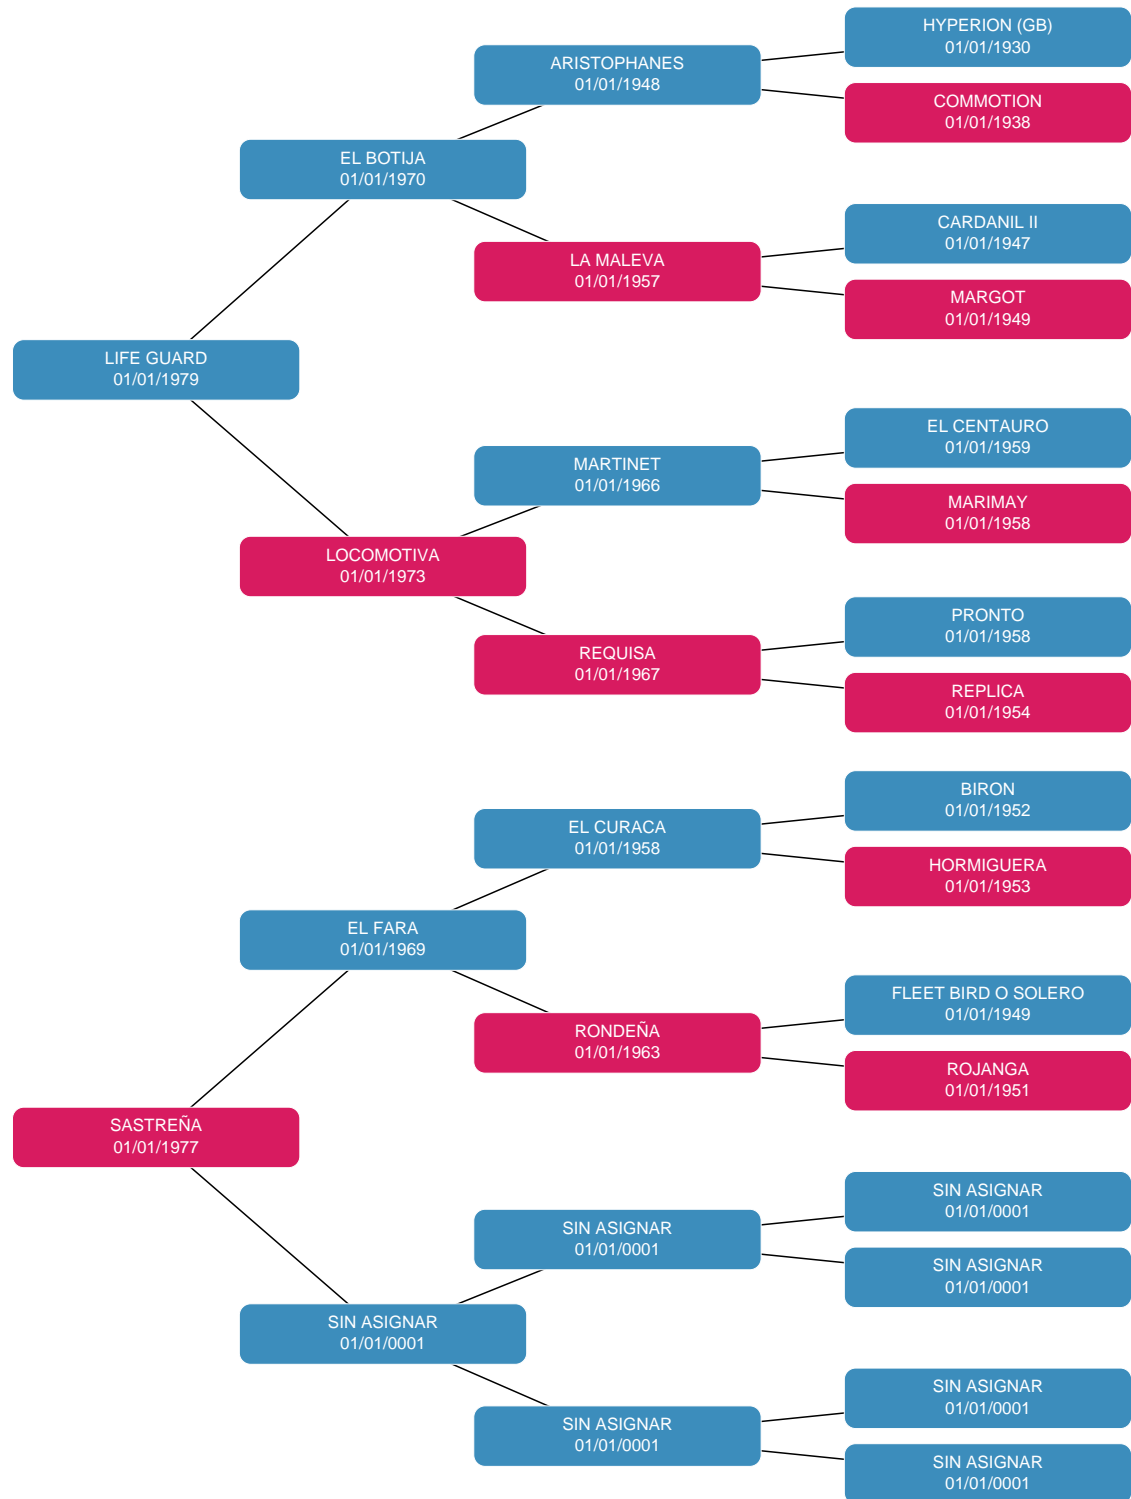 HYPERION (GB)
01/01/1930
ARISTOPHANES
01/01/1948
COMMOTION
01/01/1938
EL BOTIJA
01/01/1970
CARDANIL II
01/01/1947
LA MALEVA
01/01/1957
MARGOT
01/01/1949
LIFE GUARD
01/01/1979
EL CENTAURO
01/01/1959
MARTINET
01/01/1966
MARIMAY
01/01/1958
LOCOMOTIVA
01/01/1973
PRONTO
01/01/1958
REQUISA
01/01/1967
REPLICA
01/01/1954
BIRON
01/01/1952
EL CURACA
01/01/1958
HORMIGUERA
01/01/1953
EL FARA
01/01/1969
FLEET BIRD O SOLERO
01/01/1949
RONDEÑA
01/01/1963
ROJANGA
01/01/1951
SASTREÑA
01/01/1977
SIN ASIGNAR
01/01/0001
SIN ASIGNAR
01/01/0001
SIN ASIGNAR
01/01/0001
SIN ASIGNAR
01/01/0001
SIN ASIGNAR
01/01/0001
SIN ASIGNAR
01/01/0001
SIN ASIGNAR
01/01/0001